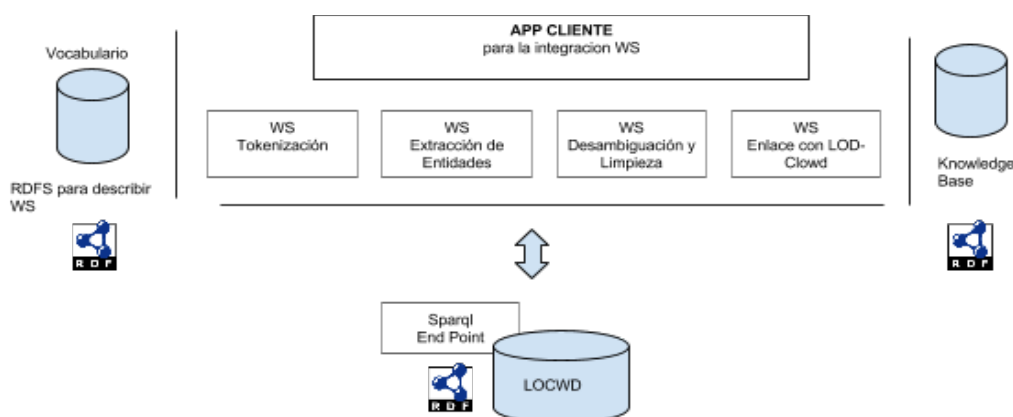 APP CLIENTE
para la integracion WS
Vocabulario
WS
Tokenización
WS
Extracción de
Entidades
WS
Desambiguación y
Limpieza
WS
Enlace con LOD-
Clowd
RDFS para describir
WS
RDF
Knowledge
Base
RDF
Sparql
End Point
RDF
LOCWD